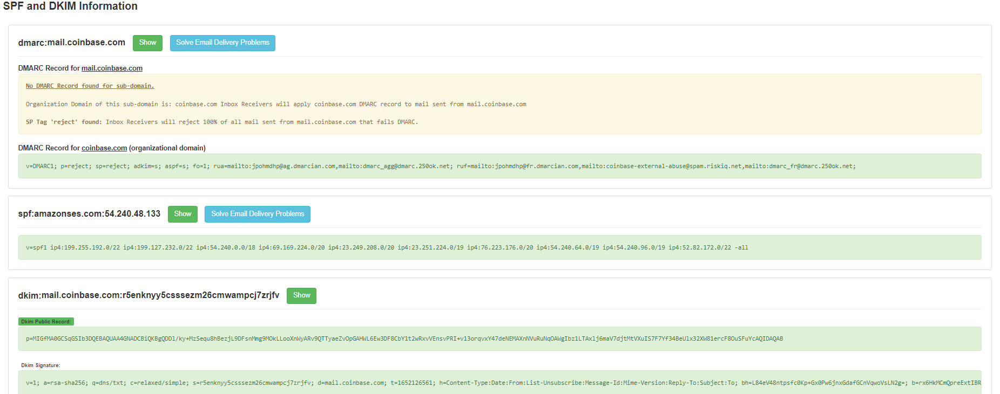 SPF and DKIM Information
dmarc:mail.coinbase.com Show Solve Email Delivery Problems
DMARC Record for mail.coinbase.com
No DMARC Record found for sub-domain.
Organization Domain of this sub-domain is: coinbase.com Inbox Receivers will apply coinbase.com DMARC record to mail sent from mail.coinbase.com
SP Tag 'reject' found: Inbox Receivers will reject 100% of all mail sent from mail.coinbase.com that fails DMARC.
DMARC Record for coinbase.com (organizational domain)
v=DMARC1; p=reject; sp=reject; adkim=s; aspf=s; fo=1; rua=mailto:jpohmdhp@ag.dmarcian.com,mailto:dmarc_agg@dmarc.250ok.net; ruf=mailto:jpohmdhp@fr.dmarcian.com,mailto:coinbase-external-abuse@spam.riskiq.net,mailto:dmarc_fr@dmarc.250ok.net;
spf:amazonses.com:54.240.48.133 Show Solve Email Delivery Problems
v=spf1 ip4:199.255.192.0/22 ip4:199.127.232.0/22 ip4:54.240.0.0/18 ip4:69.169.224.0/20 ip4:23.249.208.0/20 ip4:23.251.224.0/19 ip4:76.223.176.0/20 ip4:54.240.64.0/19 ip4:54.240.96.0/19 ip4:52.82.172.0/22 -all
dkim:mail.coinbase.com:r5enknyy5csssezm26cmwampcj7zrjfv Show
Dkim Public Record:
p=MIGfMA0GCSqGSIb3DQEBAQUAA4GNADCBiQKBgQDDl/ky+MzSequ8hBezjL9DFsnMmg9MOkLLooXnWyARv9QTTyaeZvOpGAHWL6Ew3DF8CbY1t2wRxvVEnsvPRI+v13orqvxY47deNEMAXnNVuRuNqOAWgIbz1LTAxlj6maV7djtMtVXuIS7F7Yf34BeUlx32XW81ercF8OuSFuYcAQIDAQAB
Dkim Signature:
v=1; a=rsa-sha256; q=dns/txt; c=relaxed/simple; s=r5enknyy5csssezm26cmwampcj7zrjfv; d=mail.coinbase.com; t=1652126561; h=Content-Type:Date:From:List-Unsubscribe:Message-Id:Mime-Version:Reply-To:Subject:To; bh=L84eV48ntpsfc0Kp+Gx0Pw6jnxGdafGCnVqwoVsLN2g=; b=rx6HkMCmQpreExtIBR